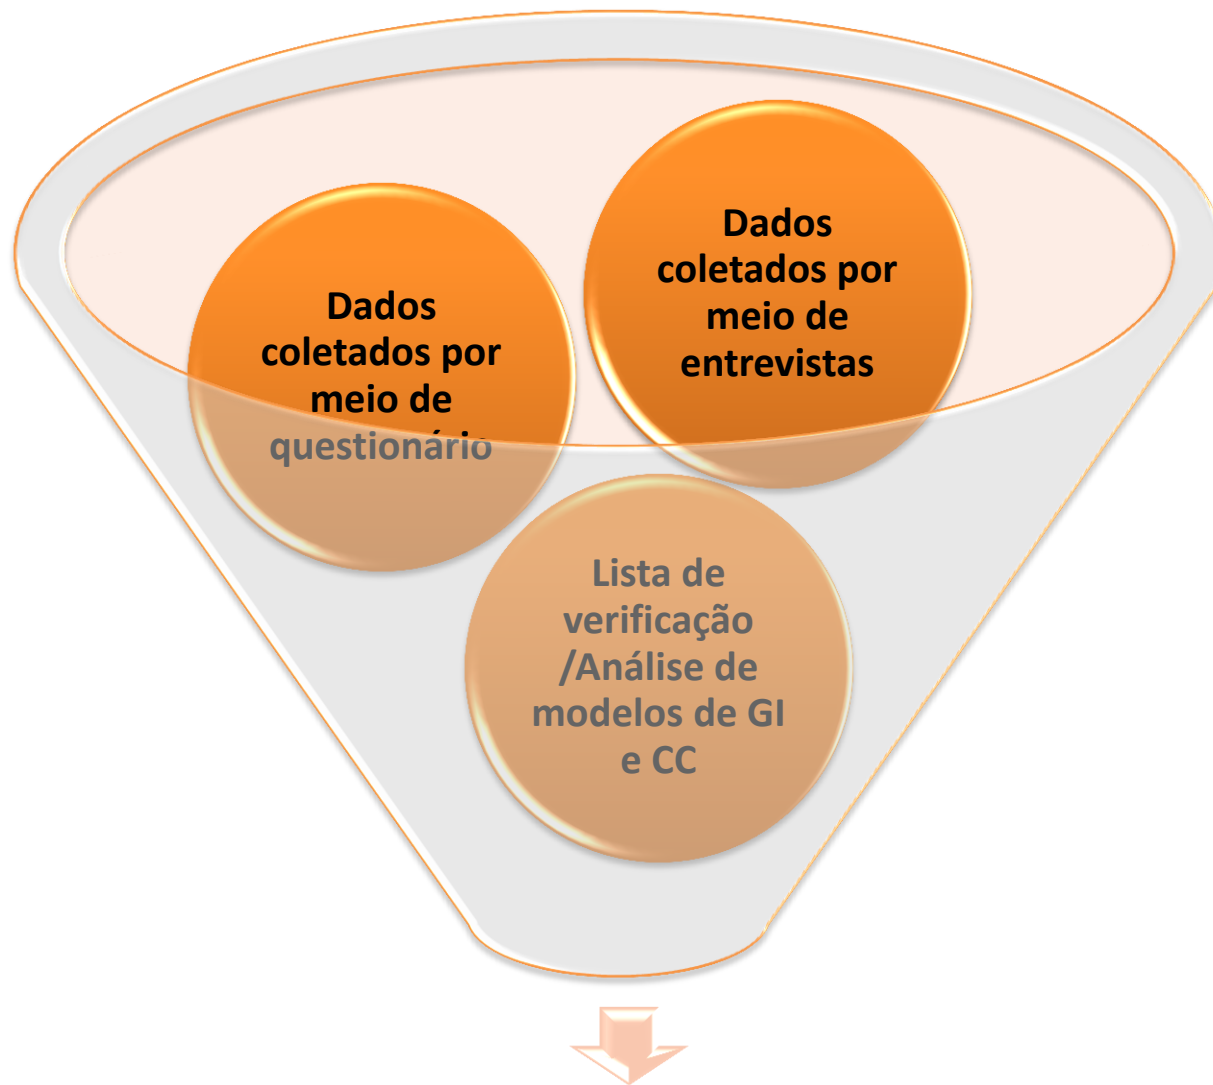 Dados
coletados por
meio de
questionário
Dados
coletados por
meio de
entrevistas
Lista de
verificação
/Análise de
modelos de GI
e CC